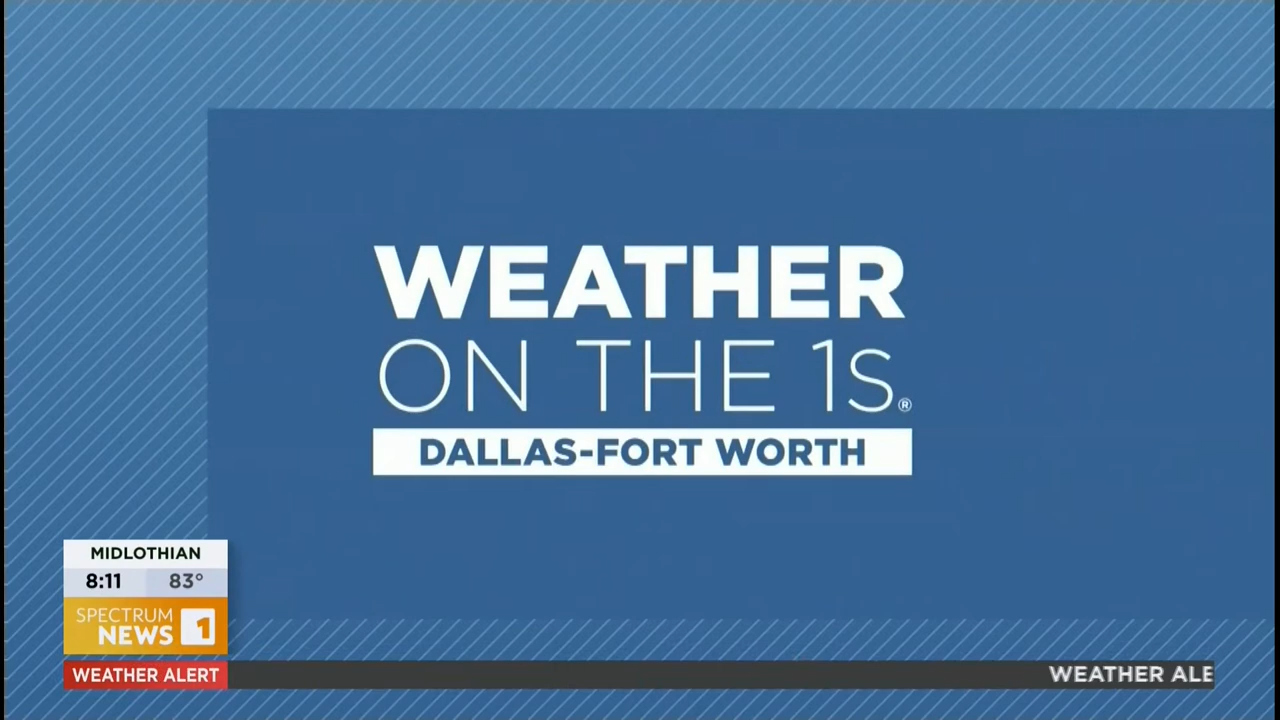 WEATHER
ON THE 1S®
DALLAS-FORT WORTH
MIDLOTHIAN
8:11 83°
SPECTRUM
NEWS 1
WEATHER ALERT
WEATHER ALE